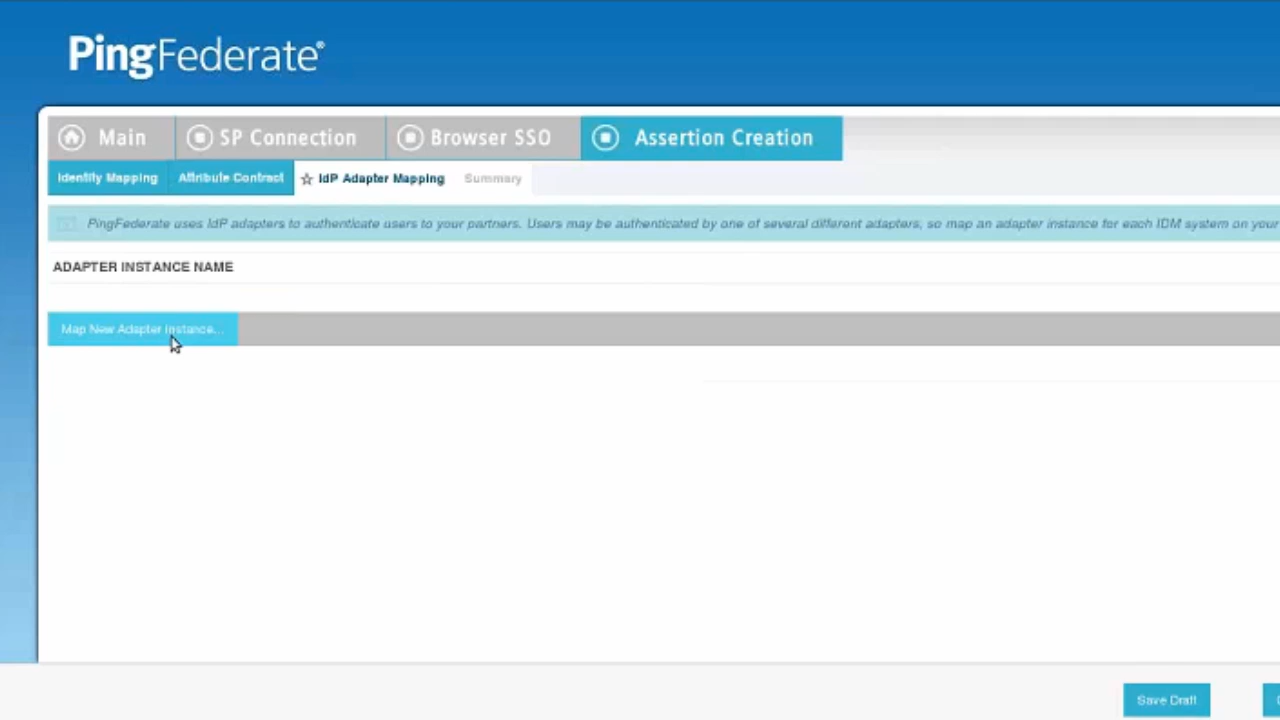 PingFederate®
Main SP Connection Browser SSO Assertion Creation
Identity Mapping Attribute Contract ☆ IdP Adapter Mapping Summary
PingFederate uses IdP adapters to authenticate users to your partners. Users may be authenticated by one of several different adapters, so map an adapter instance for each IDM system on your
ADAPTER INSTANCE NAME
Map New Adapter Instance...
Save Draft